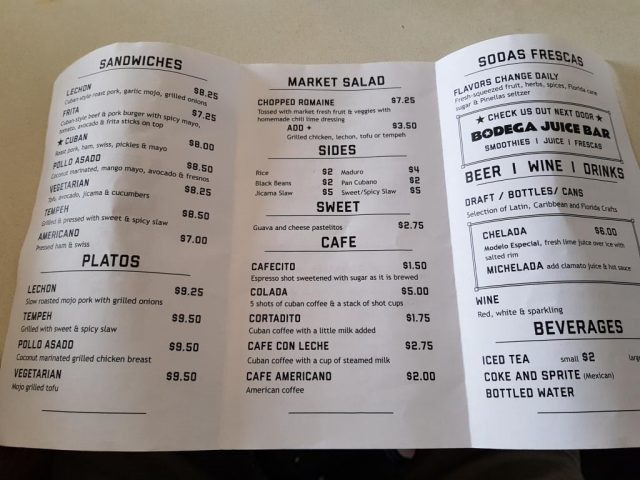 SANDWICHES
LECHON $8.25
Cuban-style roast pork, garlic mojo, grilled onions
FRITA $7.25
Cuban-style beef & pork burger with spicy mayo,
tomato, avocado & frita sticks on top
★ CUBAN $8.00
Roast pork, ham, swiss, pickles & mayo
POLLO ASADO $8.50
Coconut marinated, mango mayo, avocado & fresnos
VEGETARIAN $8.25
Tofu, avocado, jicama & cucumbers
TEMPEH $8.50
Grilled & pressed with sweet & spicy slaw
AMERICANO $7.00
Pressed ham & swiss
PLATOS
LECHON $9.25
Slow roasted mojo pork with grilled onions
TEMPEH $9.50
Grilled with sweet & spicy slaw
POLLO ASADO $9.50
Coconut marinated grilled chicken breast
VEGETARIAN $9.50
Mojo grilled tofu
MARKET SALAD
CHOPPED ROMAINE $7.25
Tossed with market fresh fruit & veggies with
homemade chili lime dressing
ADD + $3.50
Grilled chicken, lechon, tofu or tempeh
SIDES
Rice $2 Maduro $4
Black Beans $2 Pan Cubano $2
Jicama Slaw $5 Sweet/Spicy Slaw $5
SWEET
Guava and cheese pastelitos $2.75
CAFE
CAFECITO $1.50
Espresso shot sweetened with sugar as it is brewed
COLADA $5.00
5 shots of cuban coffee & a stack of shot cups
CORTADITO $1.75
Cuban coffee with a little milk added
CAFE CON LECHE $2.75
Cuban coffee with a cup of steamed milk
CAFE AMERICANO $2.00
American coffee
SODAS FRESCAS
FLAVORS CHANGE DAILY
Fresh-squeezed fruit, herbs, spices, Florida cane
sugar & Pinellas seltzer
★ CHECK US OUT NEXT DOOR ★
BODEGA JUICE BAR
SMOOTHIES | JUICE | FRESCAS
BEER | WINE | DRINKS
DRAFT / BOTTLES/ CANS
Selection of Latin, Caribbean and Florida Crafts
CHELADA $6.00
Modelo Especial, fresh lime juice over ice with
salted rim
MICHELADA add clamato juice & hot sauce
WINE
Red, white & sparkling
BEVERAGES
ICED TEA small $2 large
COKE AND SPRITE (Mexican)
BOTTLED WATER